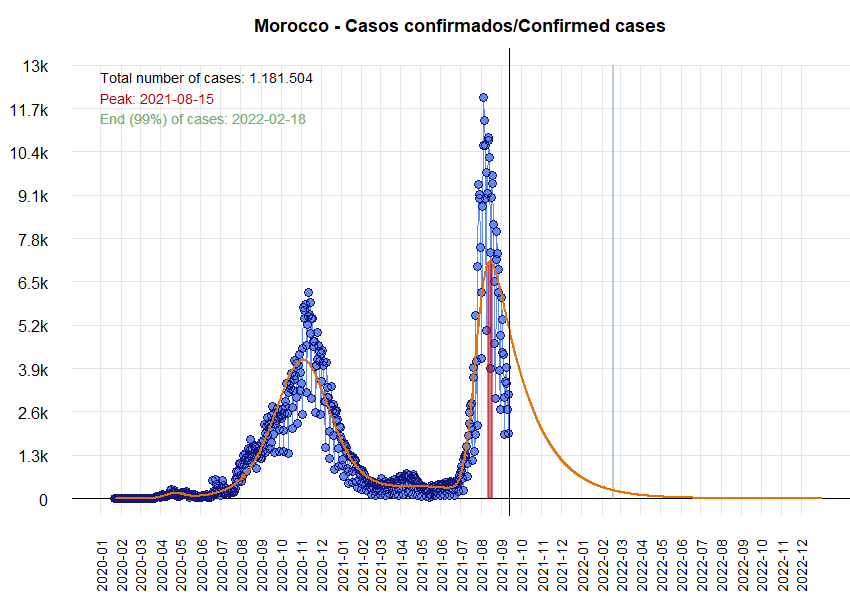 Morocco - Casos confirmados/Confirmed cases
13k
Total number of cases: 1.181.504
Peak: 2021-08-15
11.7k
End (99%) of cases: 2022-02-18
10.4k
9.1k
7.8k
6.5k
5.2k
3.9k
2.6k
1.3k
0
2020-01
2020-02
2020-03
2020-04
2020-05
2020-06
2020-07
2020-08
2020-09
2020-10
2020-11
2020-12
2021-01
2021-02
2021-03
2021-04
2021-05
2021-06
2021-07
2021-08
2021-09
2021-10
2021-11
2021-12
2022-01
2022-02
2022-03
2022-04
2022-05
2022-06
2022-07
2022-08
2022-09
2022-10
2022-11
2022-12